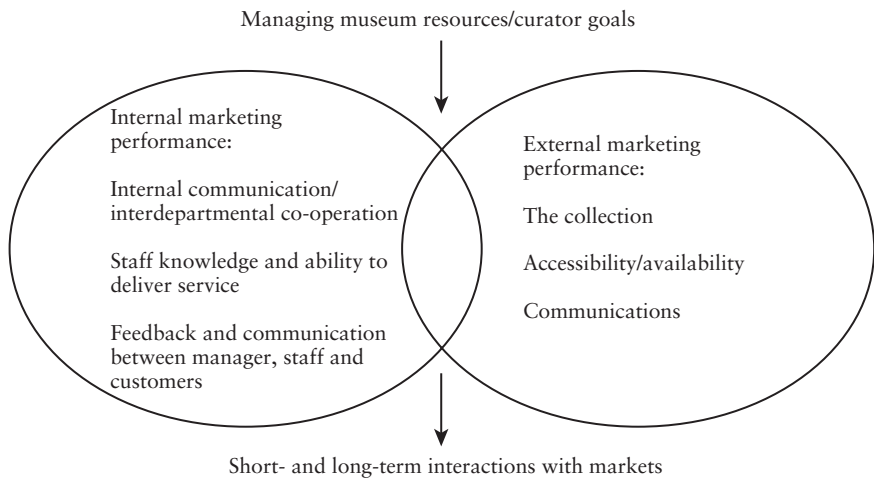 Managing museum resources/curator goals
Internal marketing
performance:
Internal communication/
interdepartmental co-operation
Staff knowledge and ability to
deliver service
Feedback and communication
between manager, staff and
customers
External marketing
performance:
The collection
Accessibility/availability
Communications
Short- and long-term interactions with markets